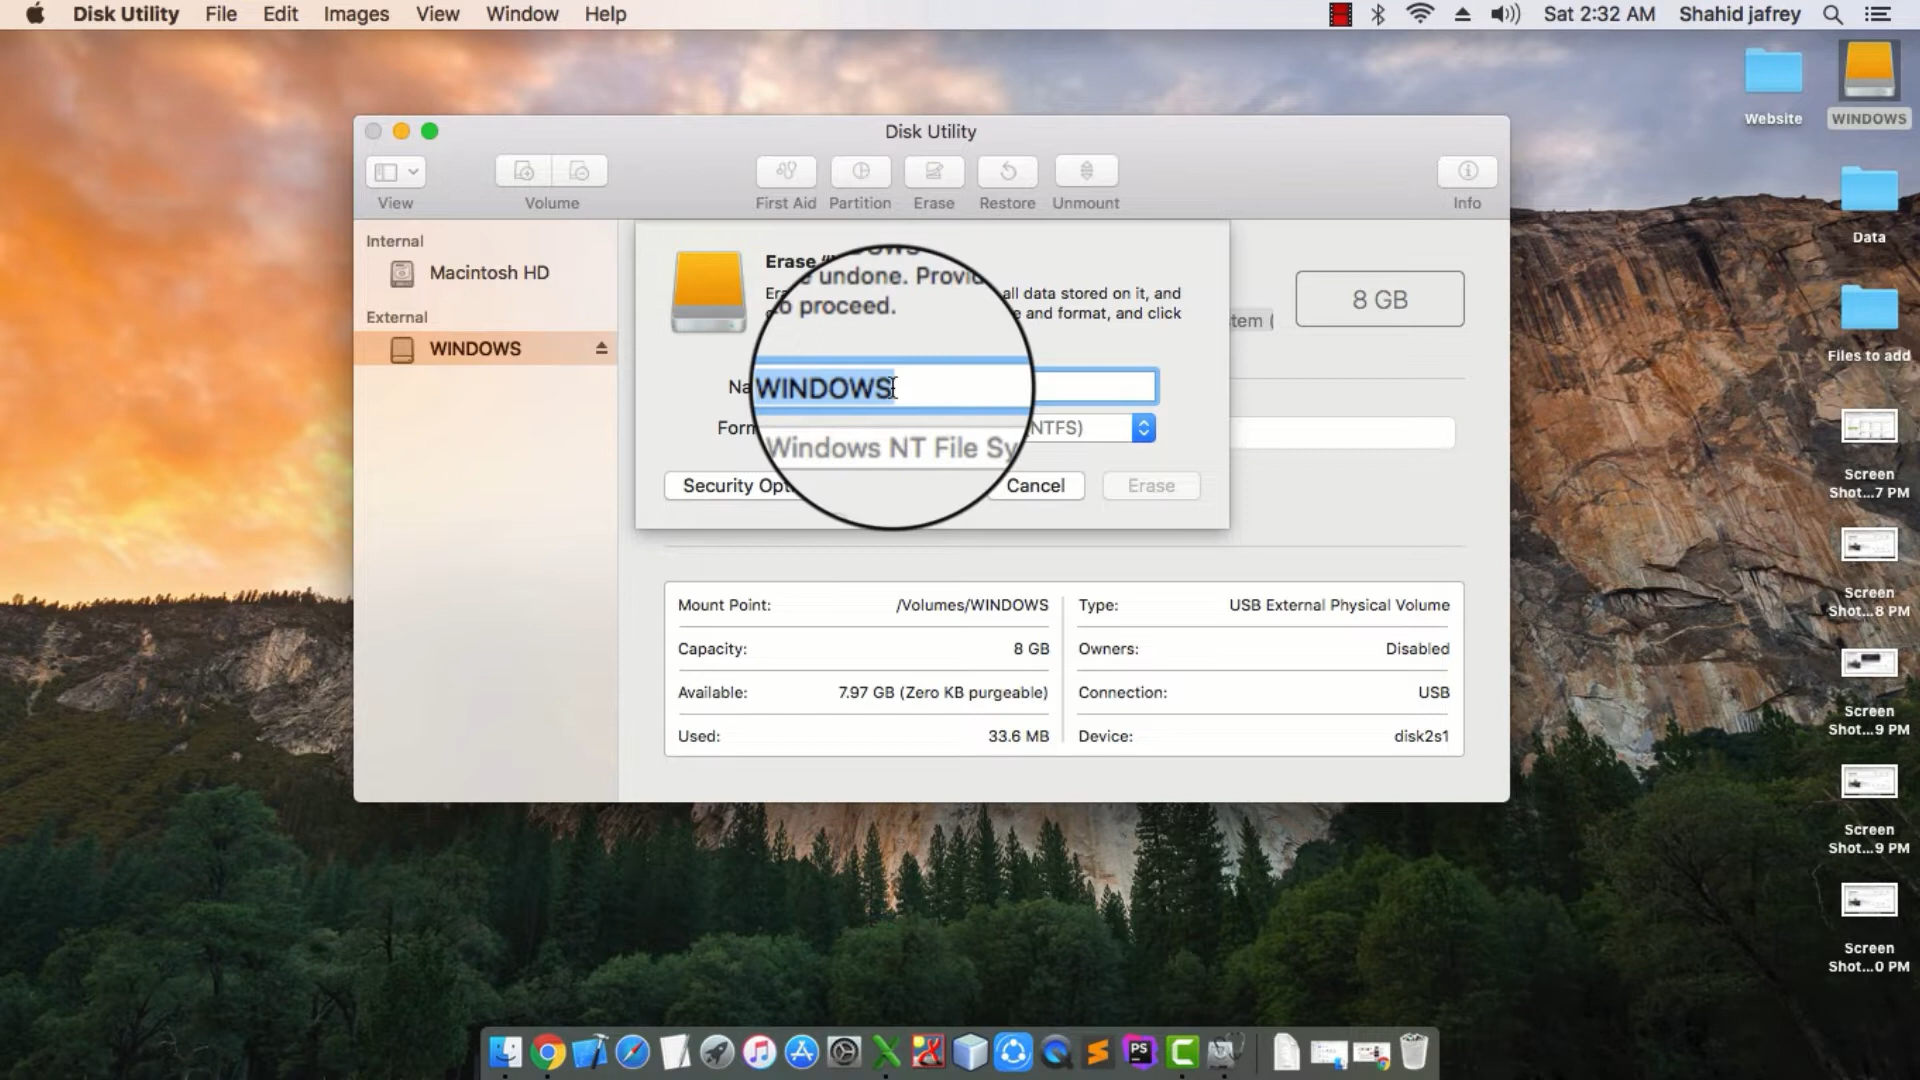 Disk Utility File Edit Images View Window Help
Sat 2:32 AM Shahid jafrey
Website
WINDOWS
Data
Files to add
Screen
Shot...7 PM
Screen
Shot...8 PM
Screen
Shot...9 PM
Screen
Shot...9 PM
Screen
Shot...0 PM
Disk Utility
View
Volume
First Aid
Partition
Erase
Restore
Unmount
Info
Internal
Macintosh HD
External
WINDOWS
Erase
undone.
to proceed.
all data stored on it, and
and format, and click
8 GB
WINDOWS
NTFS)
Windows NT File
Security
Cancel
Erase
Mount Point: /Volumes/WINDOWS
Type: USB External Physical Volume
Capacity: 8 GB
Owners: Disabled
Available: 7.97 GB (Zero KB purgeable)
Connection: USB
Used: 33.6 MB
Device: disk2s1
PS